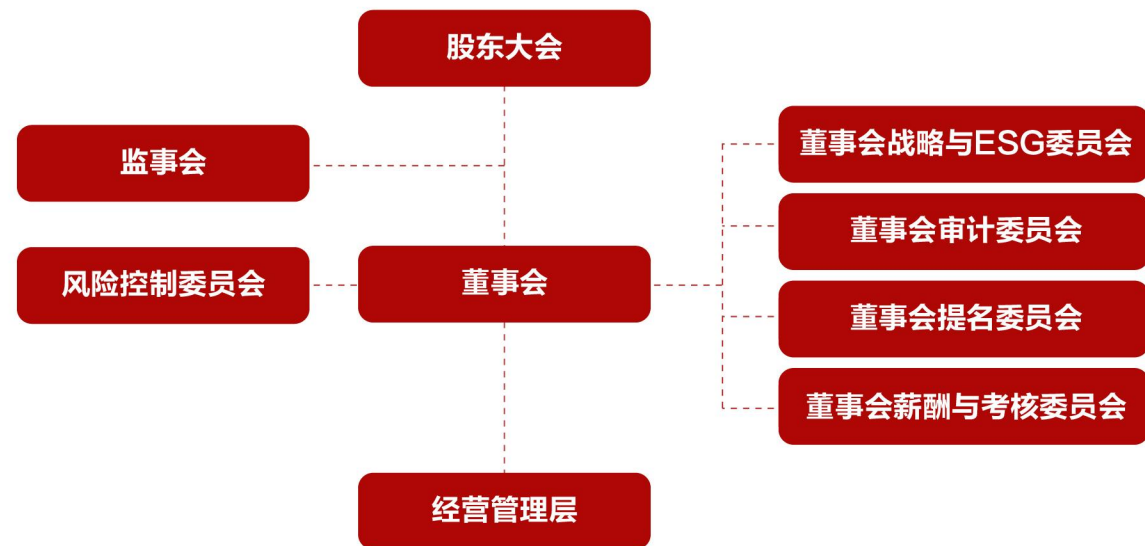 股东大会
监事会
董事会战略与ESG委员会
董事会审计委员会
风险控制委员会
董事会
董事会提名委员会
董事会薪酬与考核委员会
经营管理层